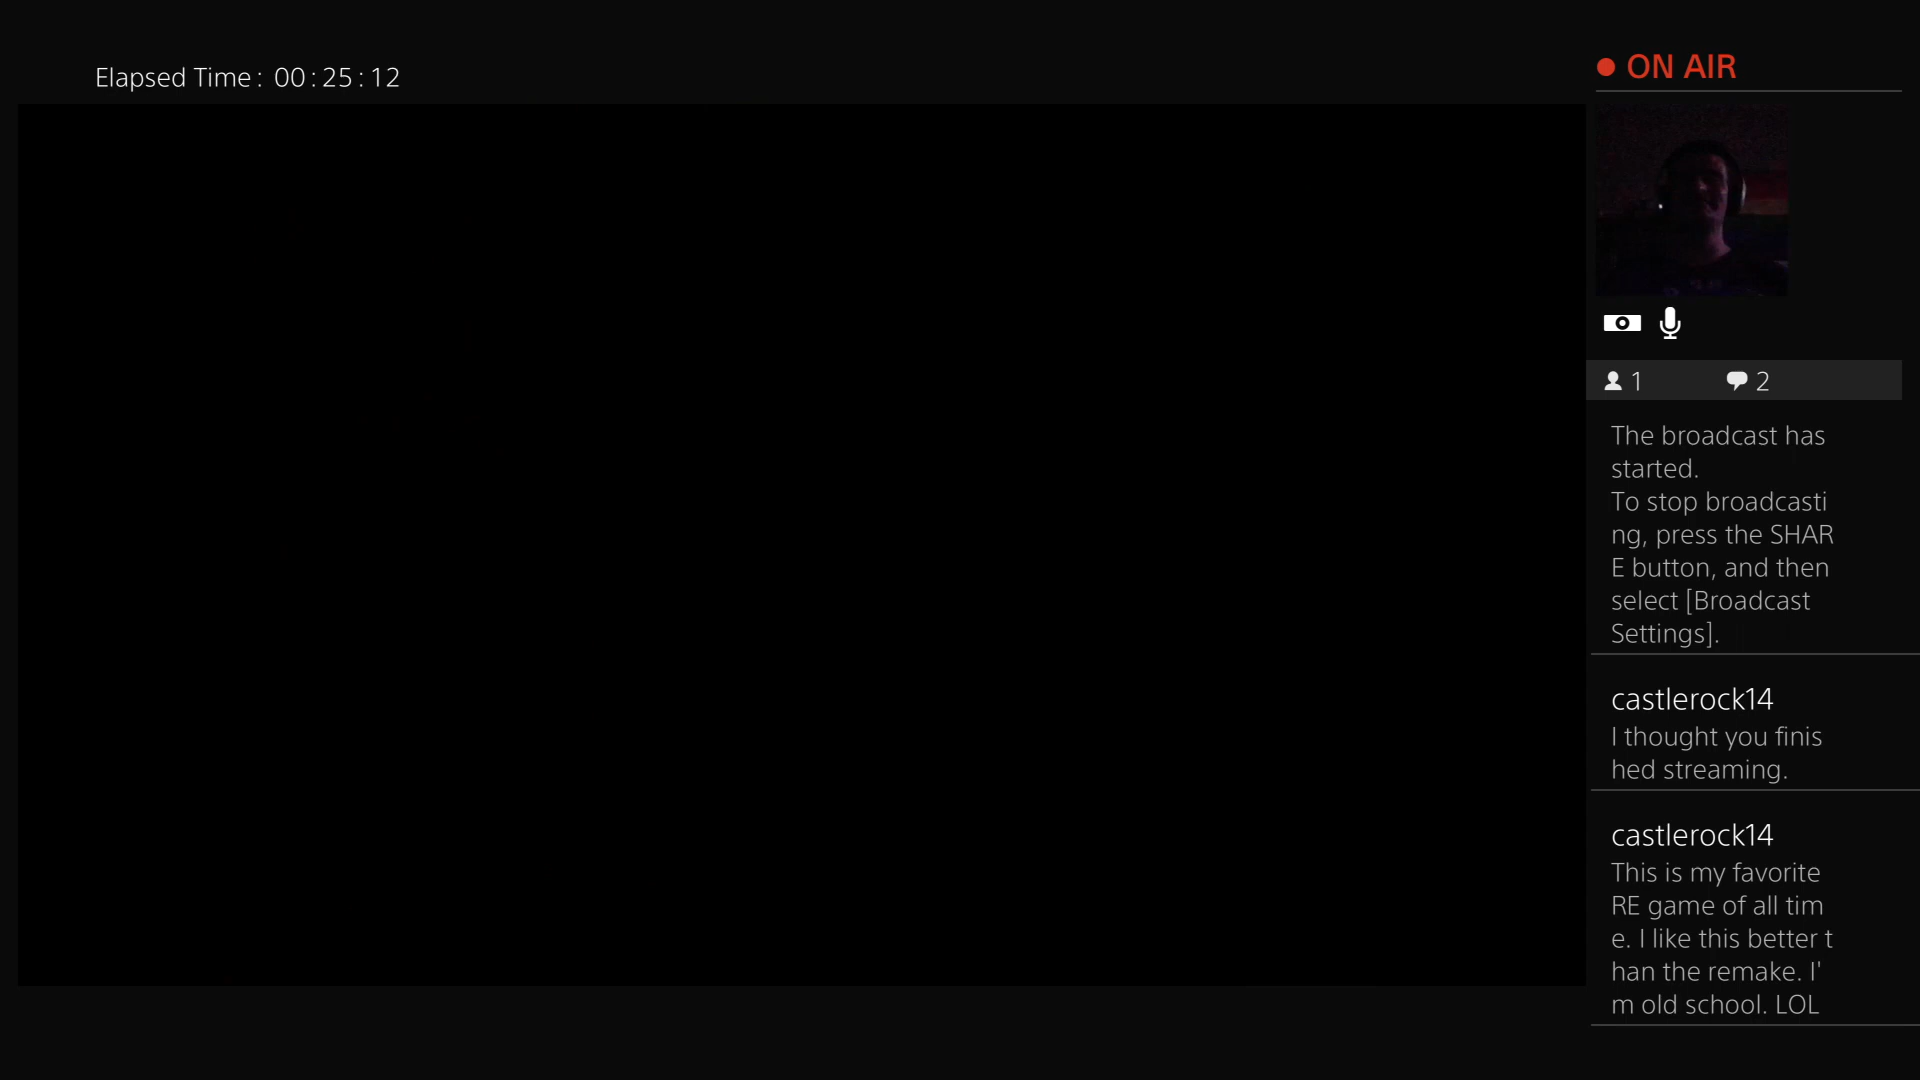 Elapsed Time: 00:25:12
ON AIR
1 2
The broadcast has
started.
To stop broadcasti
ng, press the SHAR
E button, and then
select [Broadcast
Settings].
castlerock14
I thought you finis
hed streaming.
castlerock14
This is my favorite
RE game of all tim
e. I like this better t
han the remake. I'
m old school. LOL